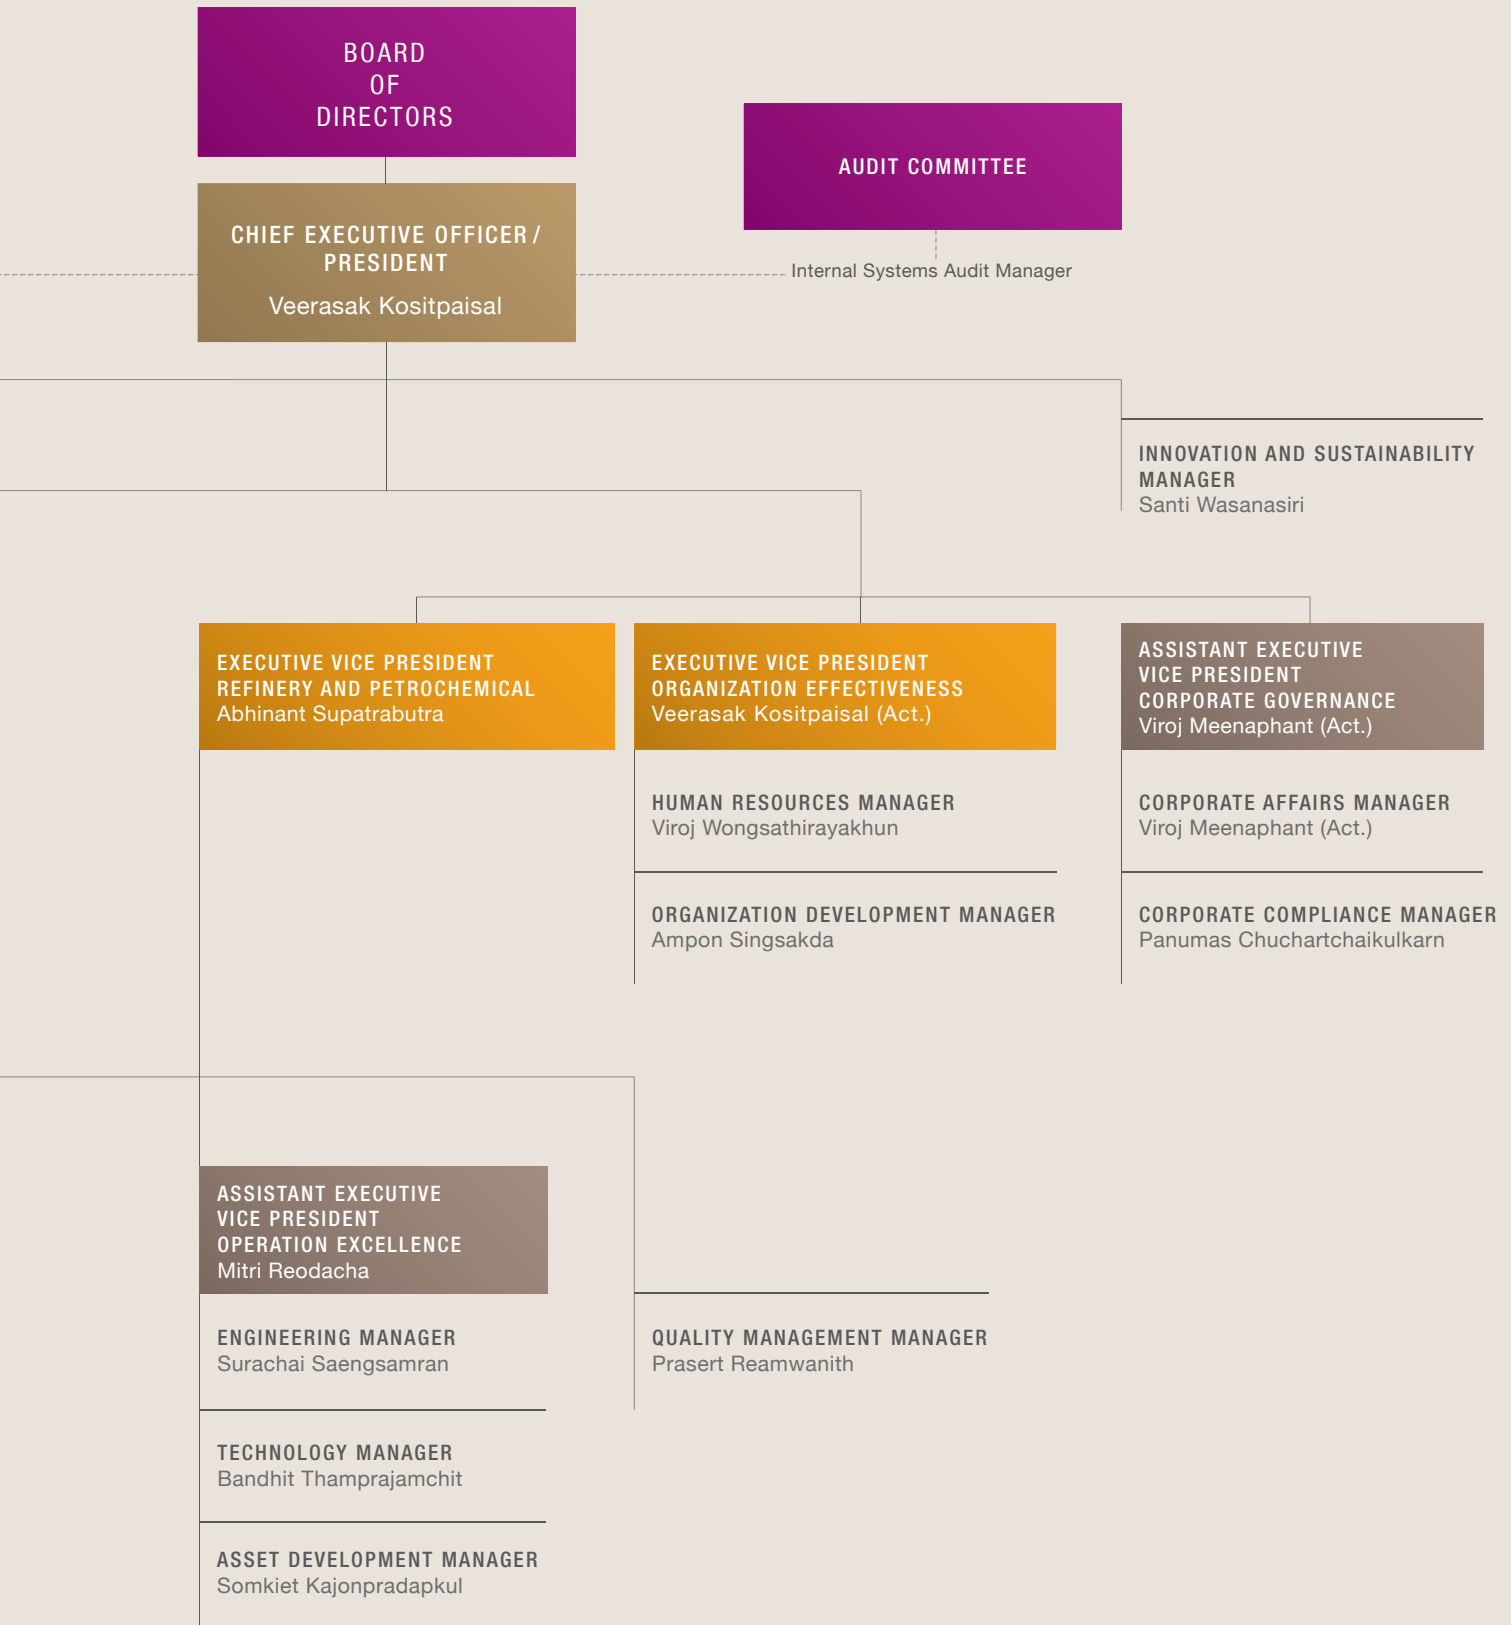 BOARD
OF
DIRECTORS
AUDIT COMMITTEE
CHIEF EXECUTIVE OFFICER /
PRESIDENT
Veerasak Kositpaisal
Internal Systems Audit Manager
INNOVATION AND SUSTAINABILITY
MANAGER
Santi Wasanasiri
EXECUTIVE VICE PRESIDENT
REFINERY AND PETROCHEMICAL
Abhinant Supatrabutra
EXECUTIVE VICE PRESIDENT
ORGANIZATION EFFECTIVENESS
Veerasak Kositpaisal (Act.)
ASSISTANT EXECUTIVE
VICE PRESIDENT
CORPORATE GOVERNANCE
Viroj Meenaphant (Act.)
HUMAN RESOURCES MANAGER
Viroj Wongsathirayakhun
CORPORATE AFFAIRS MANAGER
Viroj Meenaphant (Act.)
ORGANIZATION DEVELOPMENT MANAGER
Ampon Singsakda
CORPORATE COMPLIANCE MANAGER
Panumas Chuchartchaikulkarn
ASSISTANT EXECUTIVE
VICE PRESIDENT
OPERATION EXCELLENCE
Mitri Reodacha
ENGINEERING MANAGER
Surachai Saengsamran
QUALITY MANAGEMENT MANAGER
Prasert Reamwanith
TECHNOLOGY MANAGER
Bandhit Thamprajamchit
ASSET DEVELOPMENT MANAGER
Somkiet Kajonpradapkul